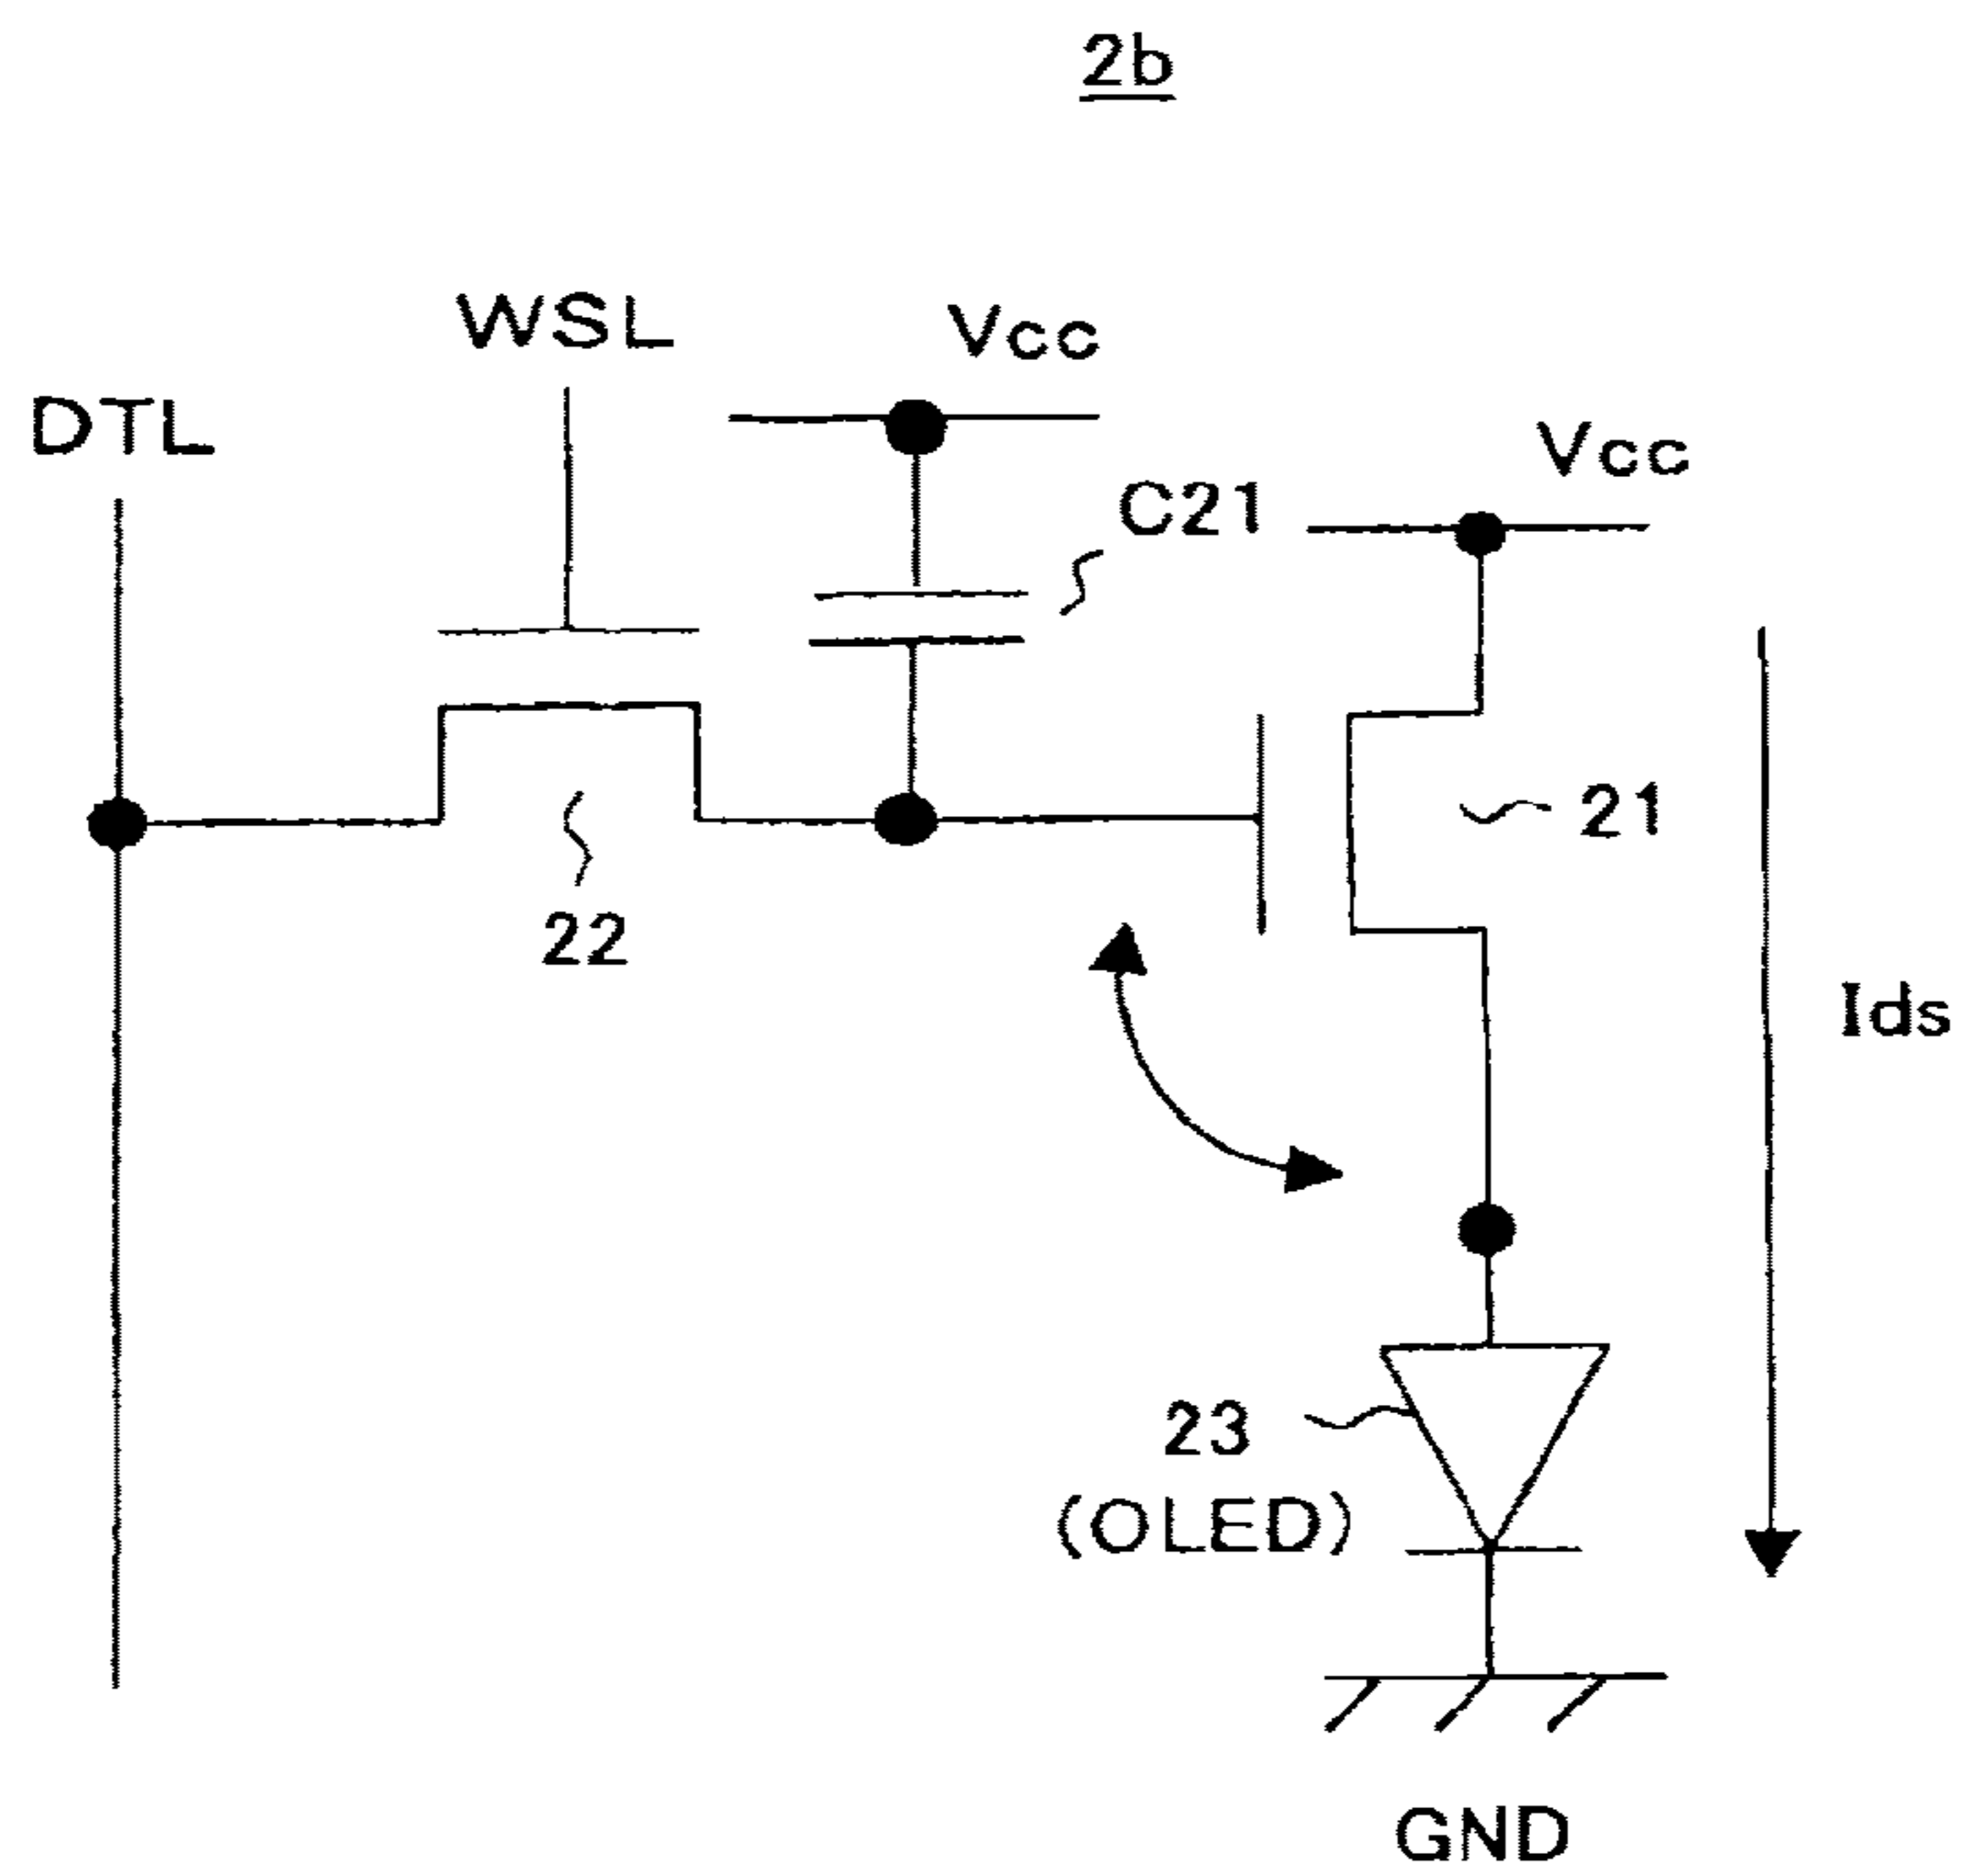 2b
WSL
Vcc
DTL
Vcc
C21
21
22
Ids
23
(OLED)
GND